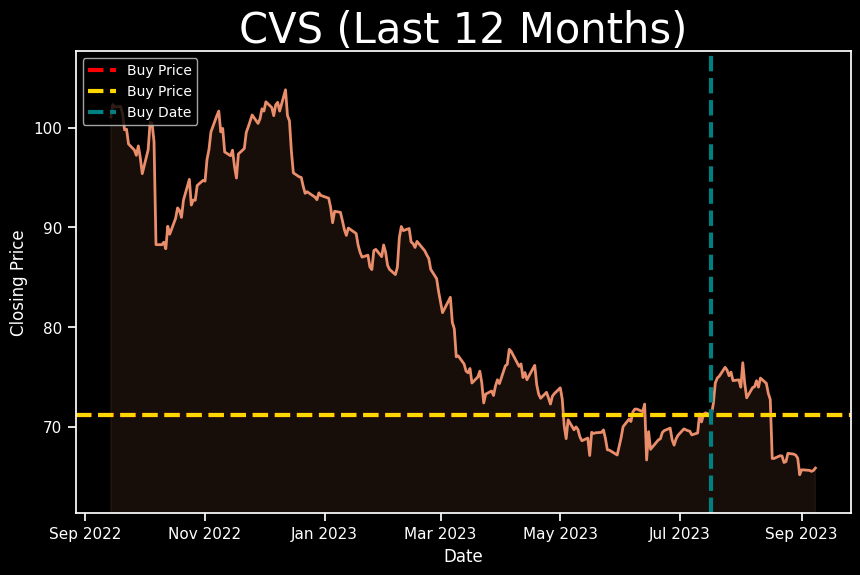 CVS (Last 12 Months)
Buy Price
Buy Price
Buy Date
100
90
80
70
Closing Price
Sep 2022 Nov 2022 Jan 2023 Mar 2023 May 2023 Jul 2023 Sep 2023
Date